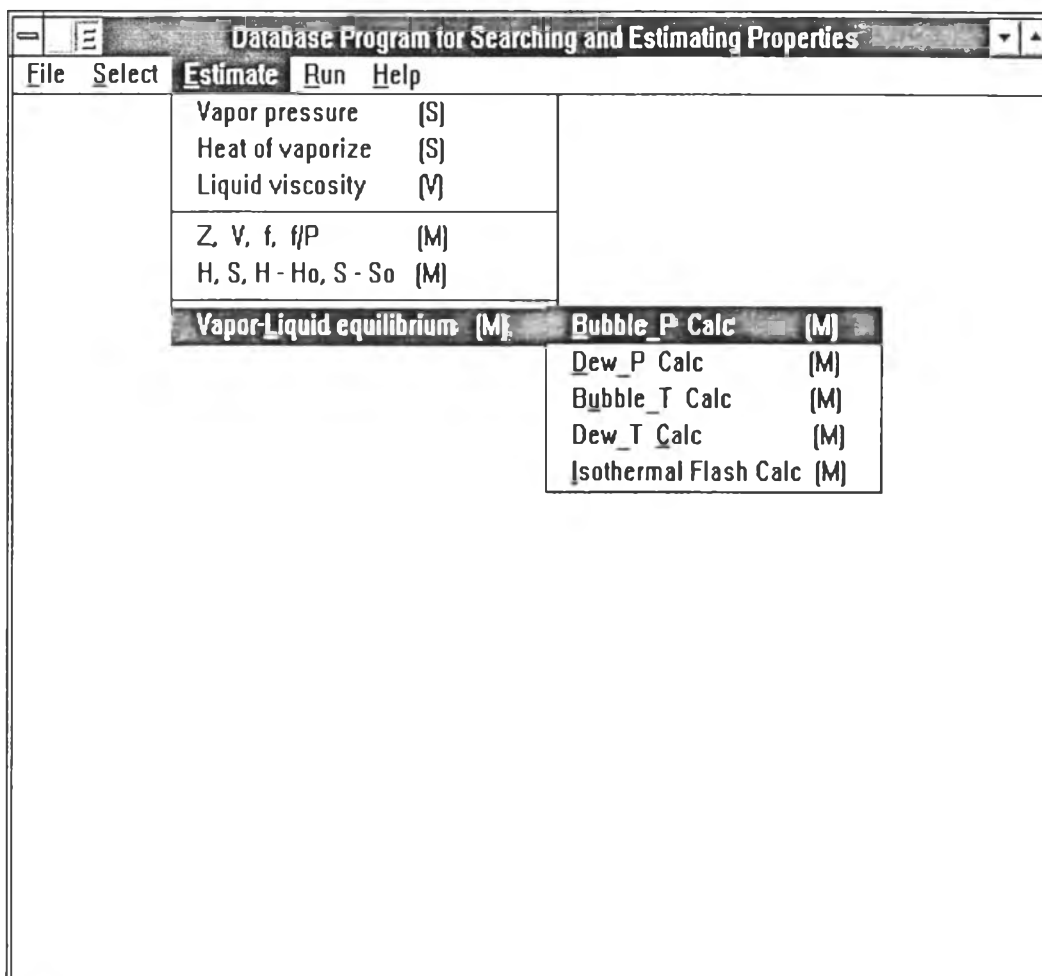 Database Program for Searching and Estimating Properties
File Select Estimate Run Help
Vapor pressure (S)
Heat of vaporize (S)
Liquid viscosity (V)
Z, V, f, f/P (M)
H, S, H - Ho, S - So (M)
Vapor-Liquid equilibrium (M)
Bubble_P Calc (M)
Dew_P Calc (M)
Bubble_T Calc (M)
Dew_T Calc (M)
Isothermal Flash Calc (M)